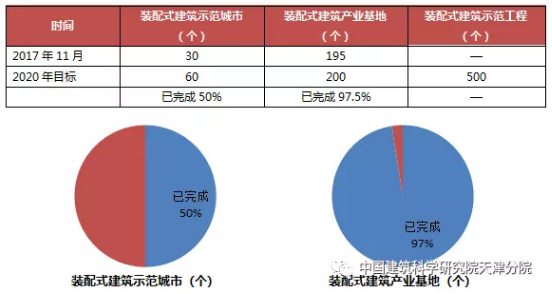 时间 装配式建筑示范城市（个） 装配式建筑产业基地（个） 装配式建筑示范工程（个）
2017 年 11 月 30 195 —
2020 年目标 60 200 500
已完成 50% 已完成 97.5% —
已完成
50%
已完成
97%
装配式建筑示范城市（个） 装配式建筑产业基地（个）
中国建筑科学研究院天津分院